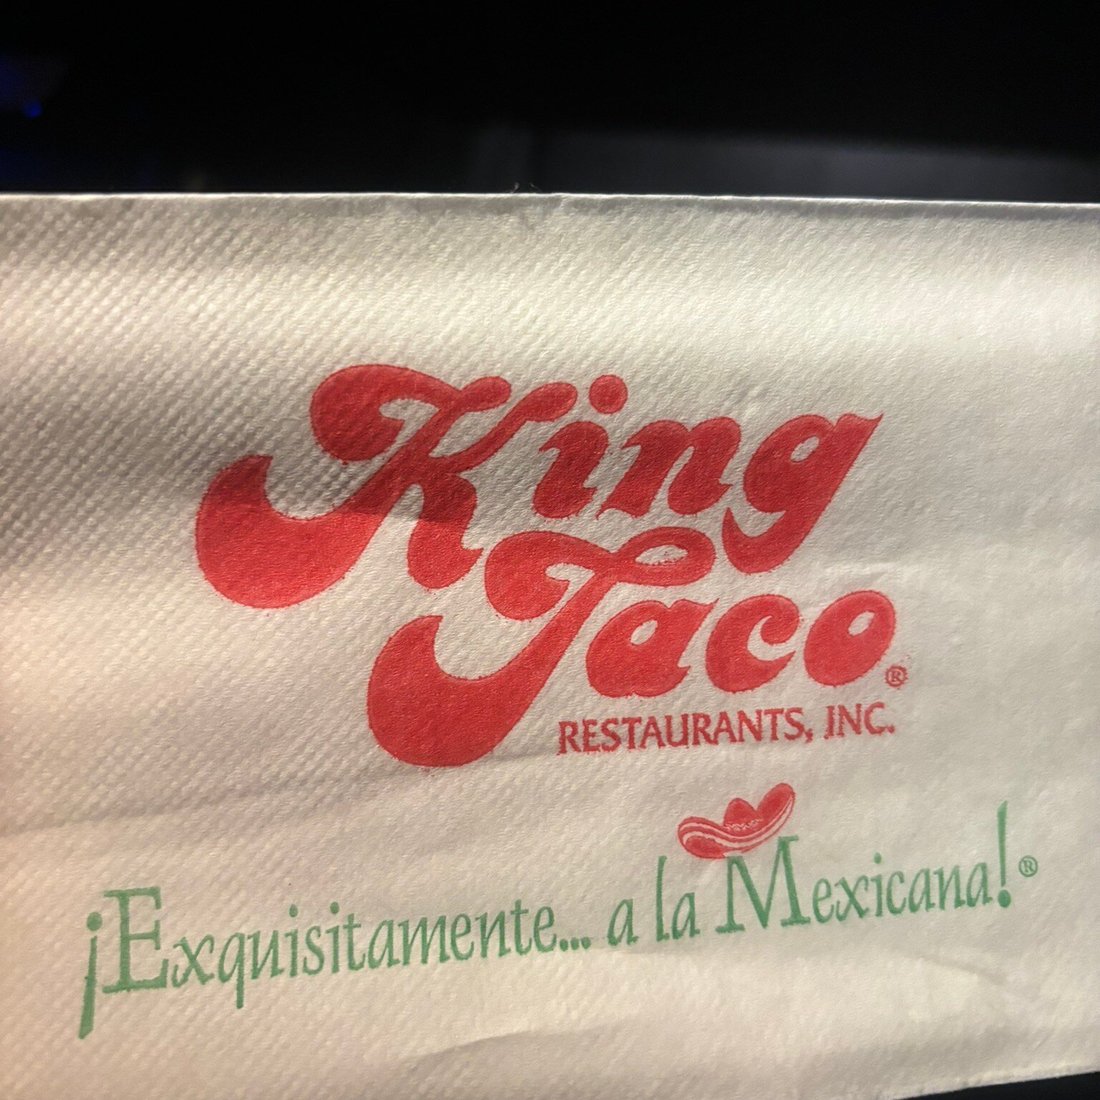 King
Taco®
RESTAURANTS, INC.
¡Exquisitamente... a la Mexicana!®